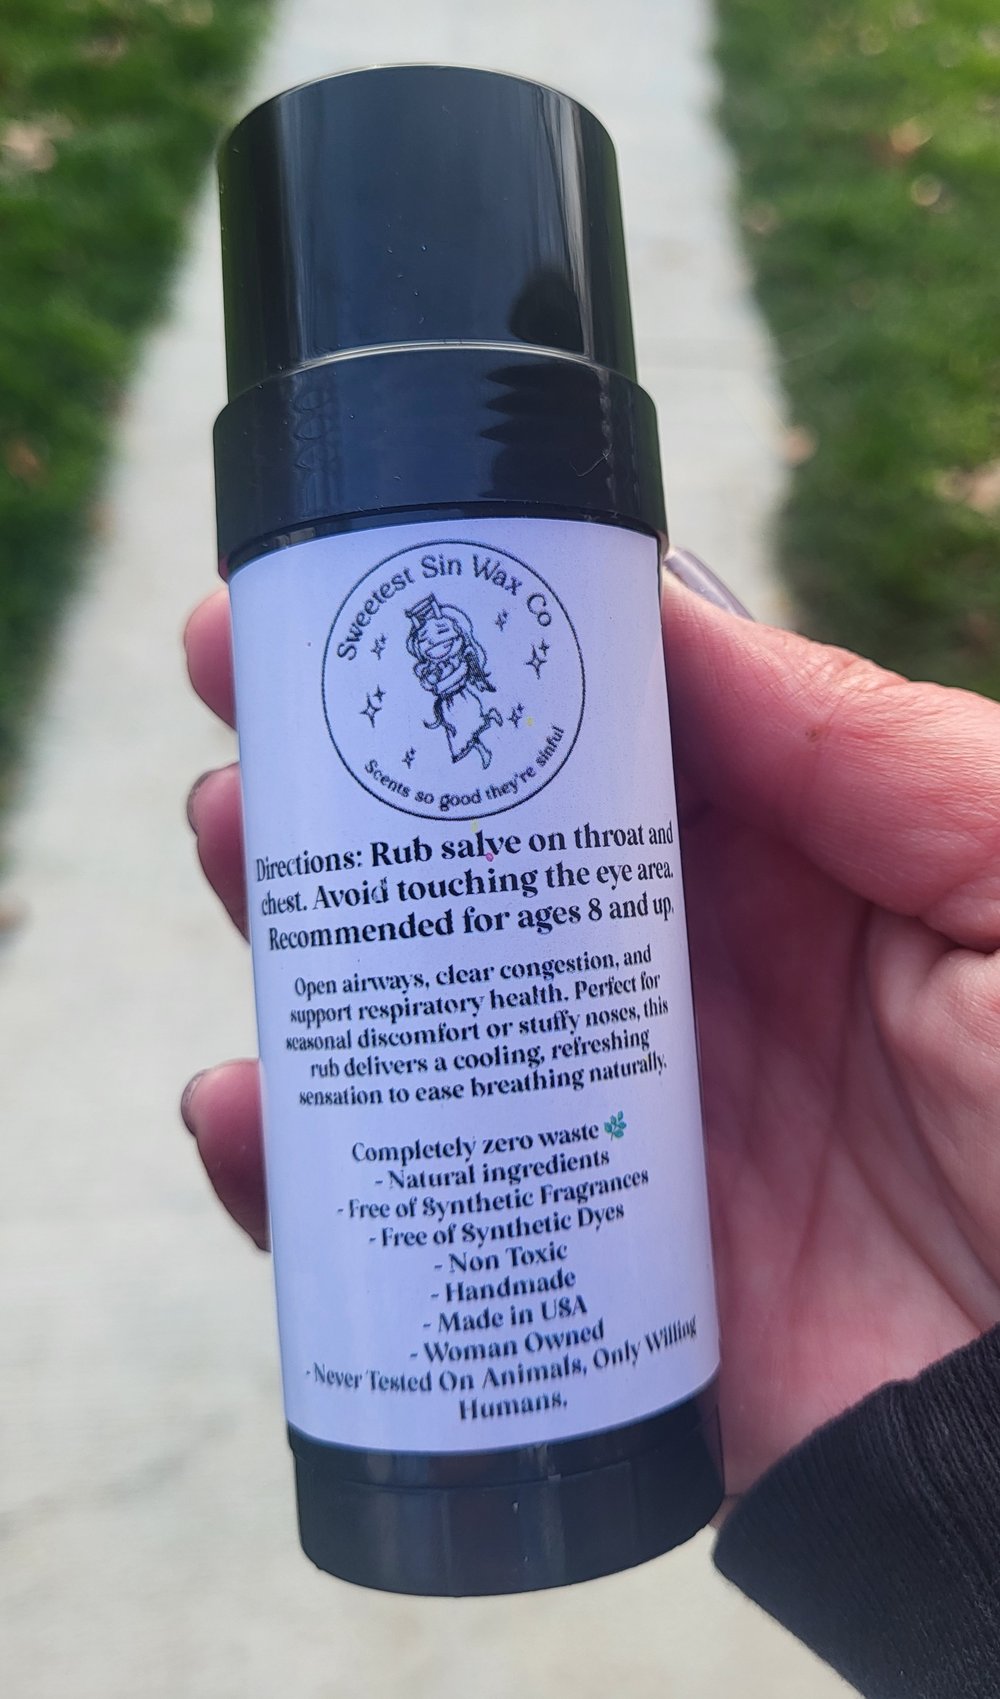 Sweetest Sin Wax Co
Scents so good they're sinful
Directions: Rub salve on throat and
chest. Avoid touching the eye area.
Recommended for ages 8 and up.
Open airways, clear congestion, and
support respiratory health. Perfect for
seasonal discomfort or stuffy noses, this
rub delivers a cooling, refreshing
sensation to ease breathing naturally.
Completely zero waste 🌿
- Natural ingredients
- Free of Synthetic Fragrances
- Free of Synthetic Dyes
- Non Toxic
- Handmade
- Made in USA
- Woman Owned
- Never Tested On Animals, Only Willing
Humans.